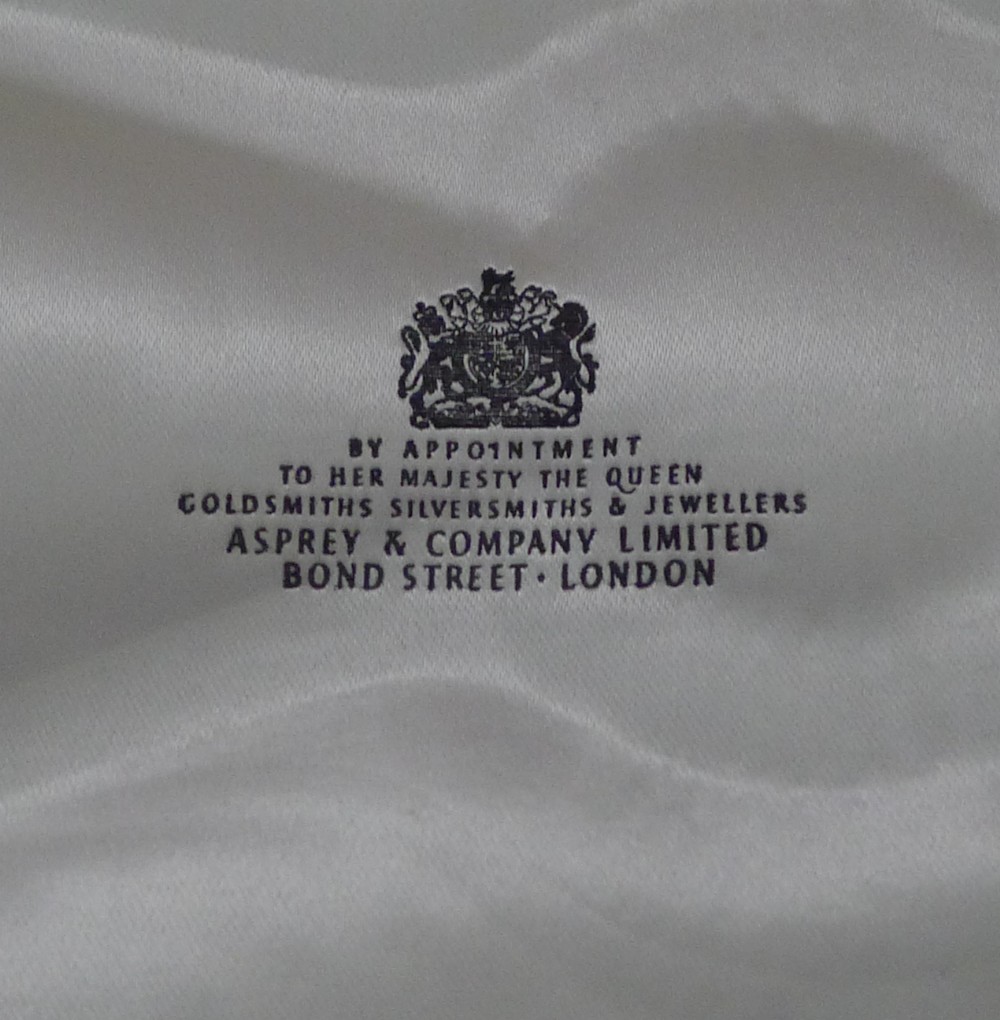 BY APPOINTMENT
TO HER MAJESTY THE QUEEN
GOLDSMITHS SILVERSMITHS & JEWELLERS
ASPREY & COMPANY LIMITED
BOND STREET · LONDON